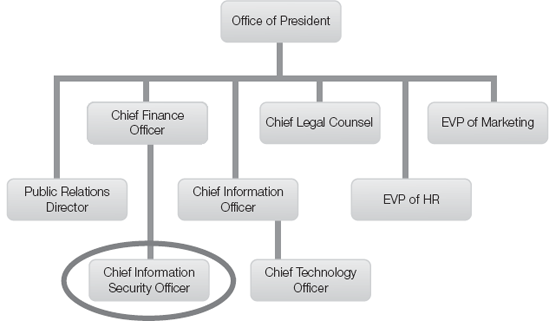 Office of President
Chief Finance
Officer
Chief Legal Counsel
EVP of Marketing
Public Relations
Director
Chief Information
Officer
EVP of HR
Chief Information
Security Officer
Chief Technology
Officer